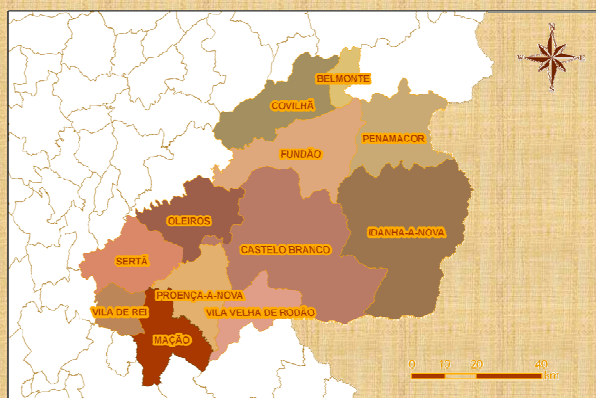 N
W
E
S
BELMONTE
COVILHÃ
PENAMACOR
FUNDÃO
OLEIROS
IDANHA-A-NOVA
CASTELO BRANCO
SERTÃ
PROENÇA-A-NOVA
VILA DE REI
VILA VELHA DE RODÃO
MAÇÃO
0 10 20 40
km